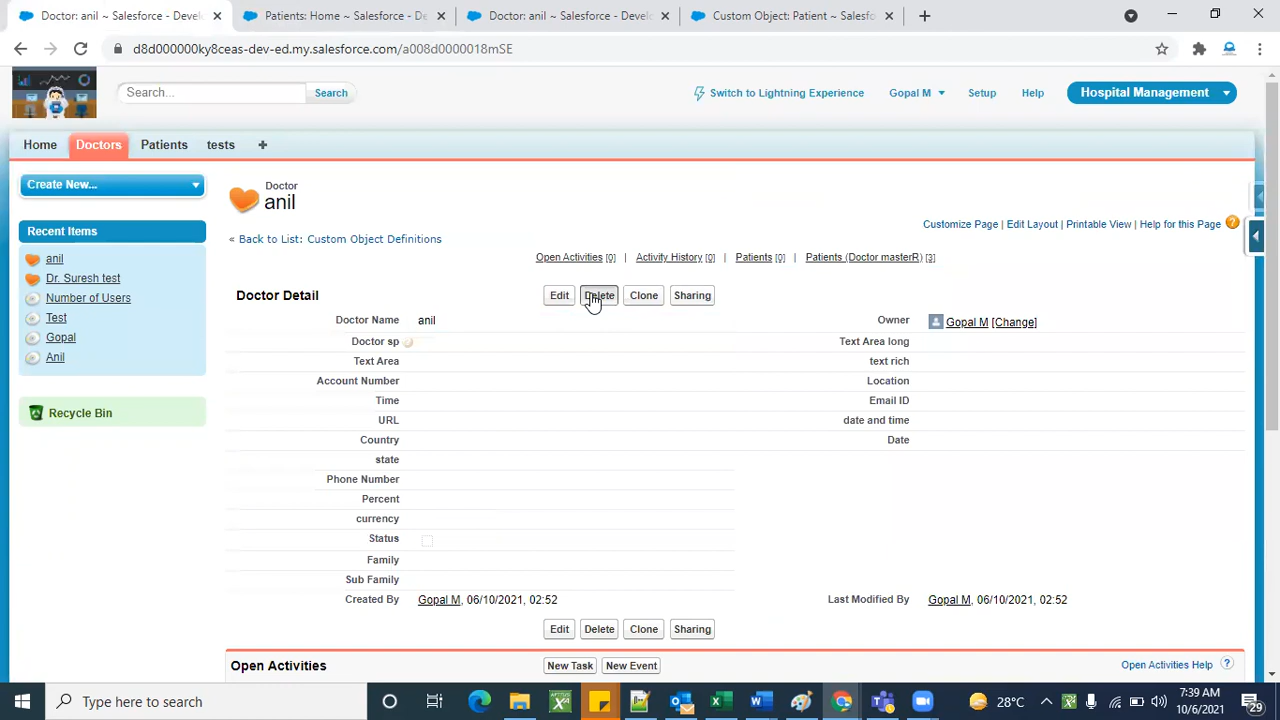 Doctor: anil ~ Salesforce - Devel
Patients: Home ~ Salesforce - De
Doctor: anil ~ Salesforce - Devel
Custom Object: Patient ~ Salesfo
d8d000000ky8ceas-dev-ed.my.salesforce.com/a008d0000018mSE
Search...
Search
Switch to Lightning Experience
Gopal M
Setup
Help
Hospital Management
Home
Doctors
Patients
tests
Create New...
Doctor
anil
Customize Page | Edit Layout | Printable View | Help for this Page
Recent Items
« Back to List: Custom Object Definitions
anil
Dr. Suresh test
Number of Users
Test
Gopal
Anil
Recycle Bin
Open Activities [0] | Activity History [0] | Patients [0] | Patients (Doctor masterR) [3]
Doctor Detail
Edit
Delete
Clone
Sharing
Doctor Name anil
Owner Gopal M [Change]
Doctor sp
Text Area long
Text Area
text rich
Account Number
Location
Time
Email ID
URL
date and time
Country
Date
state
Phone Number
Percent
currency
Status
Family
Sub Family
Created By Gopal M, 06/10/2021, 02:52
Last Modified By Gopal M, 06/10/2021, 02:52
Edit
Delete
Clone
Sharing
Open Activities
New Task
New Event
Open Activities Help
Type here to search
28°C
7:39 AM
10/6/2021
29